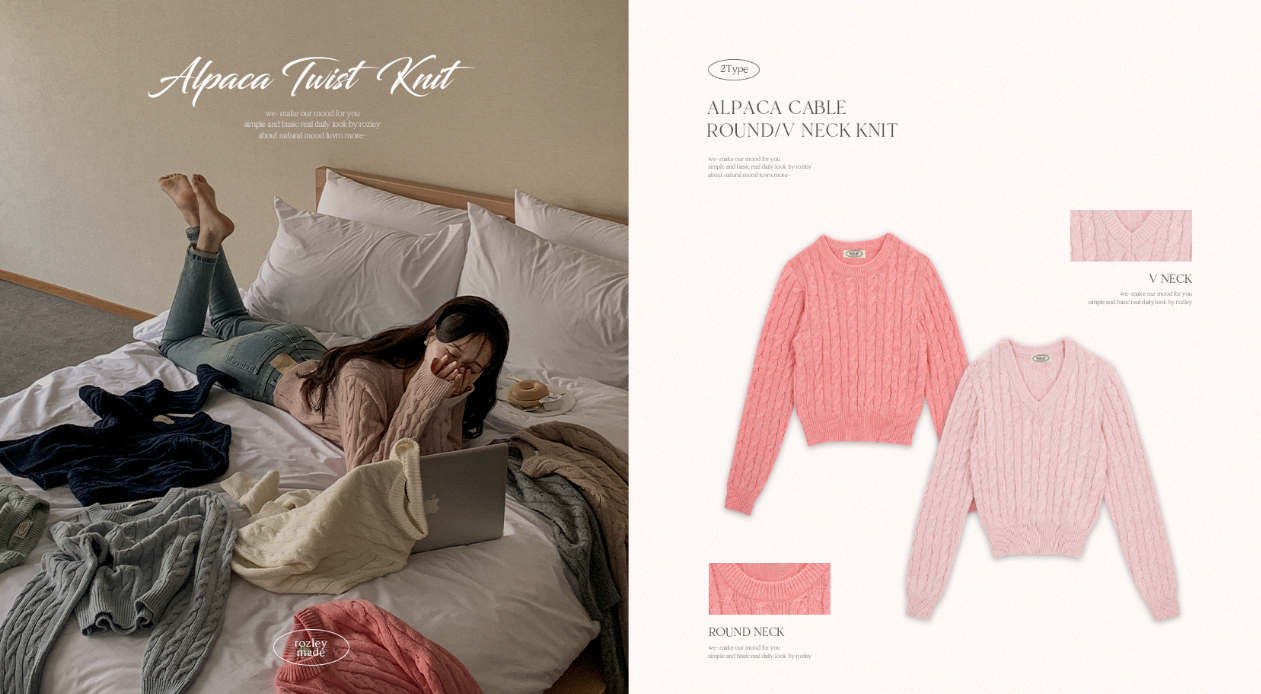 Alpaca Twist Knit
we- make our mood for you
simple and basic real daily look by rozley
about natural mood luvrn more-
rozley
made
2Type
ALPACA CABLE
ROUND/V NECK KNIT
we- make our mood for you
simple and basic real daily look by rozley
about natural mood luvrn more-
V NECK
we- make our mood for you
simple and basic real daily look by rozley
ROUND NECK
we- make our mood for you
simple and basic real daily look by rozley